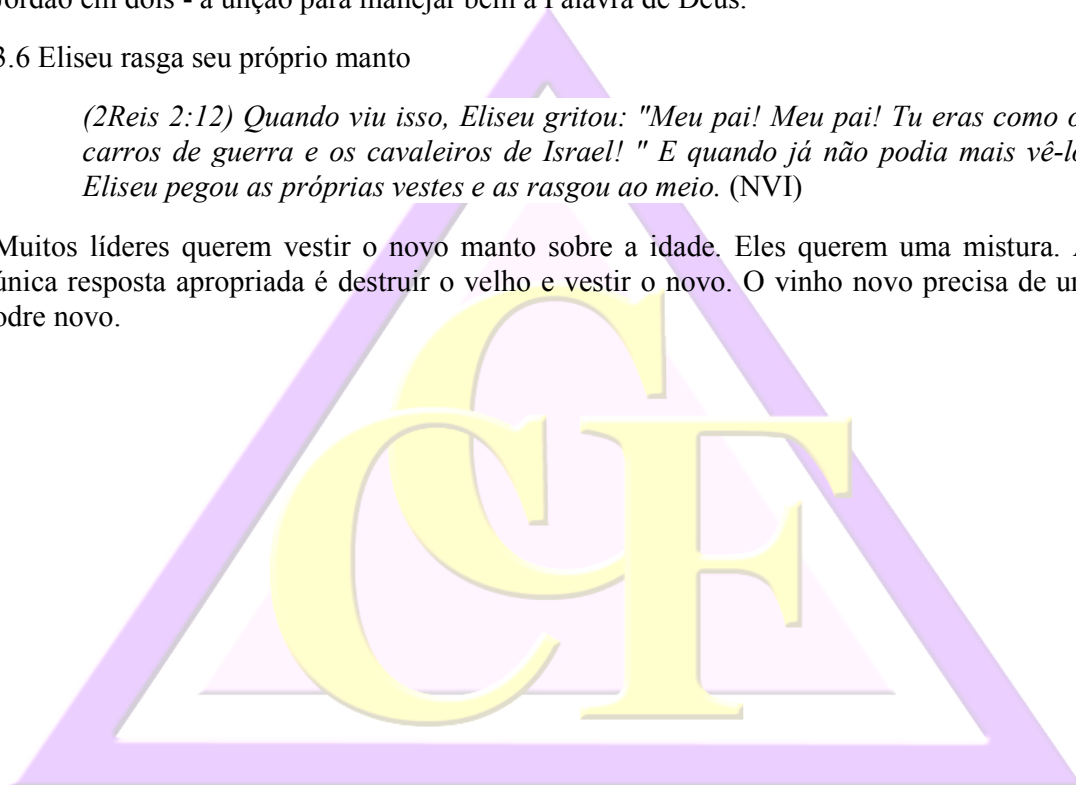 Jordão em dois - a unção para manejar bem a Palavra de Deus.
3.6 Eliseu rasga seu próprio manto
(2Reis 2:12) Quando viu isso, Eliseu gritou: "Meu pai! Meu pai! Tu eras como o
carros de guerra e os cavaleiros de Israel! " E quando já não podia mais vê-lo
Eliseu pegou as próprias vestes e as rasgou ao meio. (NVI)
Muitos líderes querem vestir o novo manto sobre a idade. Eles querem uma mistura. A
única resposta apropriada é destruir o velho e vestir o novo. O vinho novo precisa de um
odre novo.
CCF